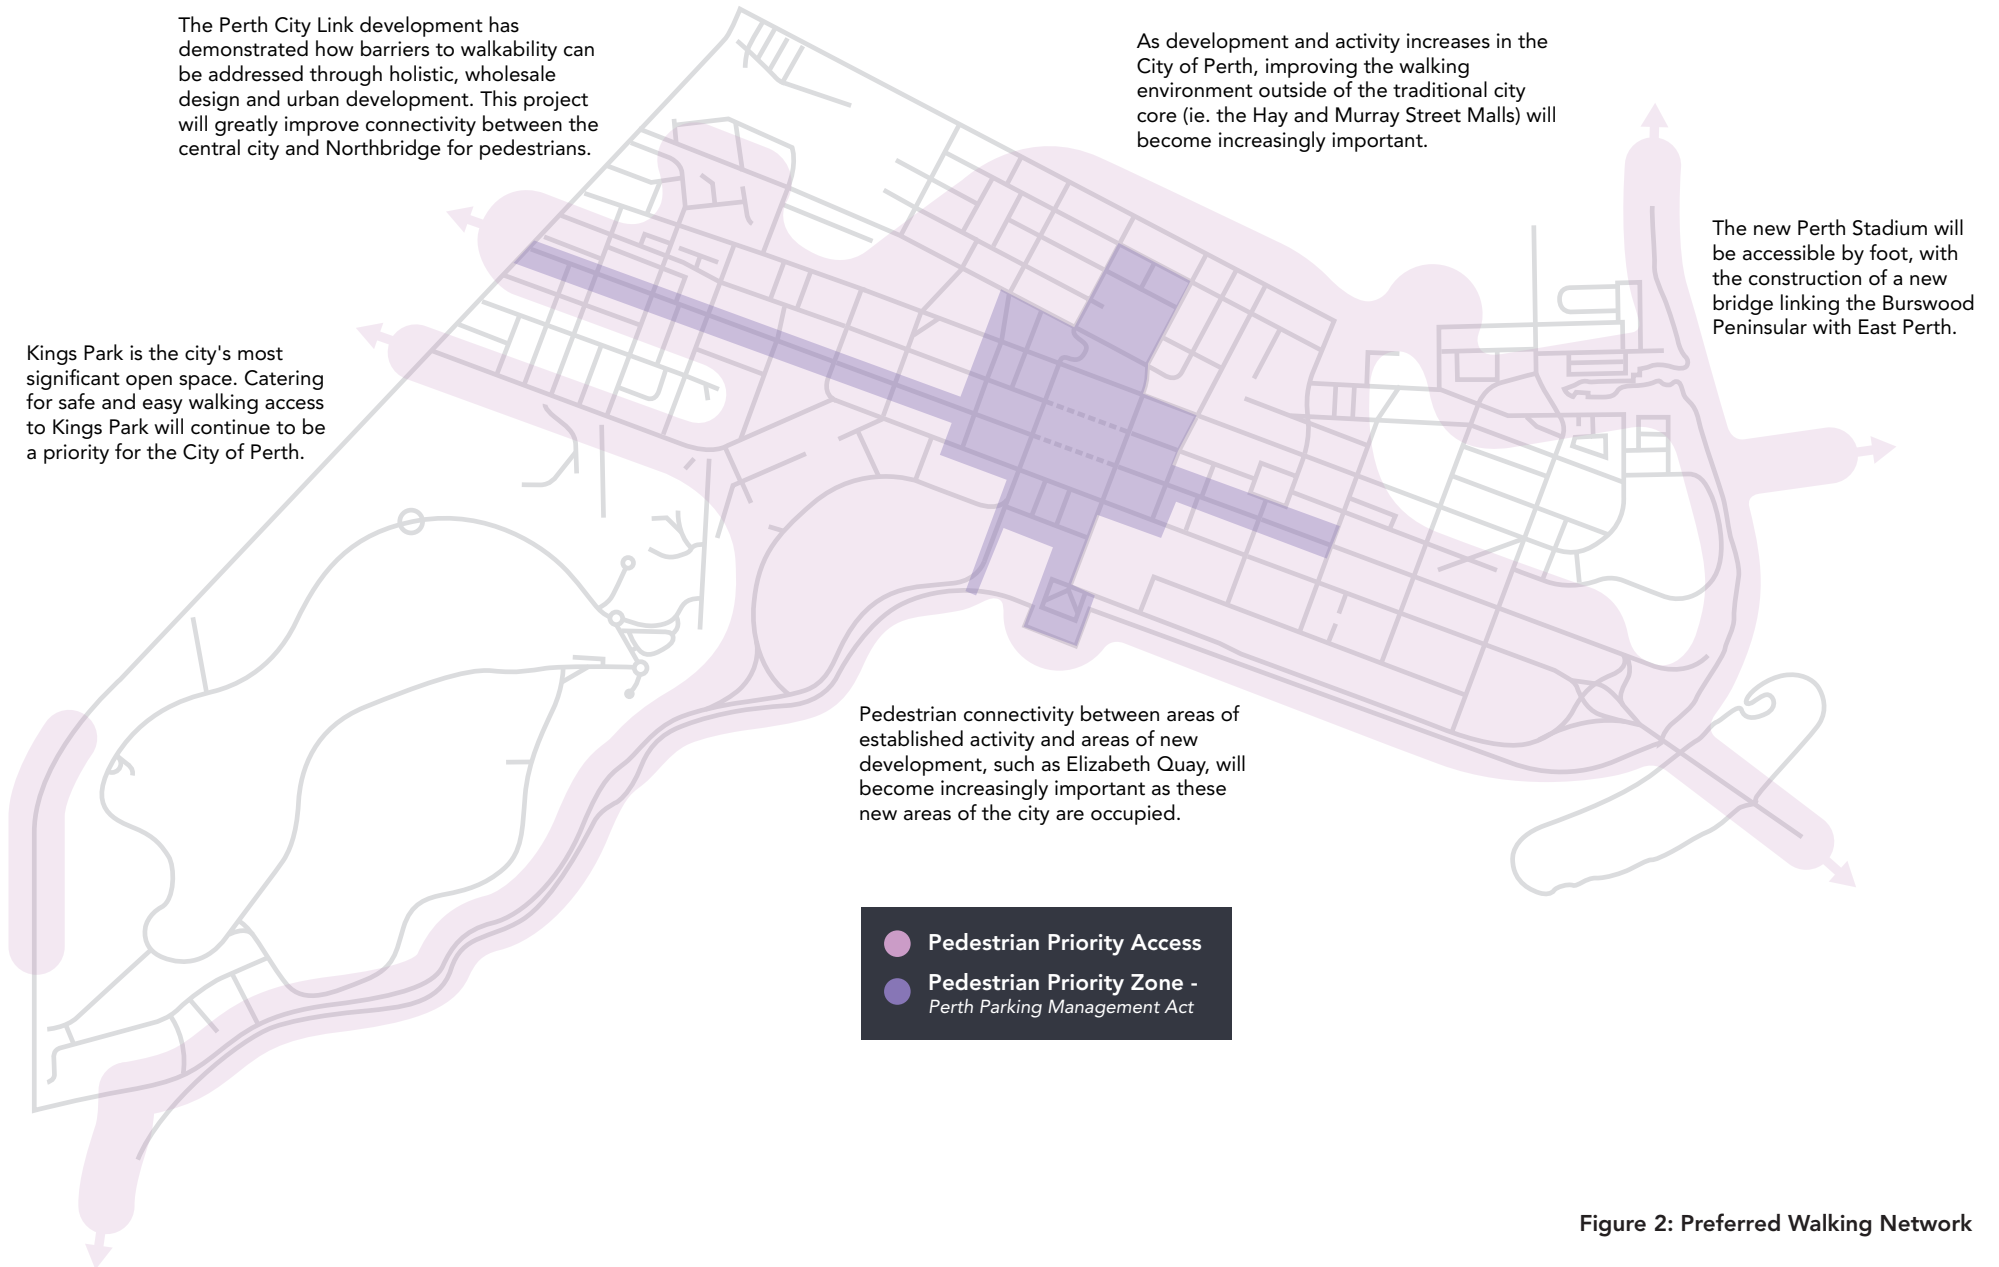 The Perth City Link development has
demonstrated how barriers to walkability can
be addressed through holistic, wholesale
design and urban development. This project
will greatly improve connectivity between the
central city and Northbridge for pedestrians.
As development and activity increases in the
City of Perth, improving the walking
environment outside of the traditional city
core (ie. the Hay and Murray Street Malls) will
become increasingly important.
The new Perth Stadium will
be accessible by foot, with
the construction of a new
bridge linking the Burswood
Peninsular with East Perth.
Kings Park is the city's most
significant open space. Catering
for safe and easy walking access
to Kings Park will continue to be
a priority for the City of Perth.
Pedestrian connectivity between areas of
established activity and areas of new
development, such as Elizabeth Quay, will
become increasingly important as these
new areas of the city are occupied.
Pedestrian Priority Access
Pedestrian Priority Zone -
Perth Parking Management Act
Figure 2: Preferred Walking Network